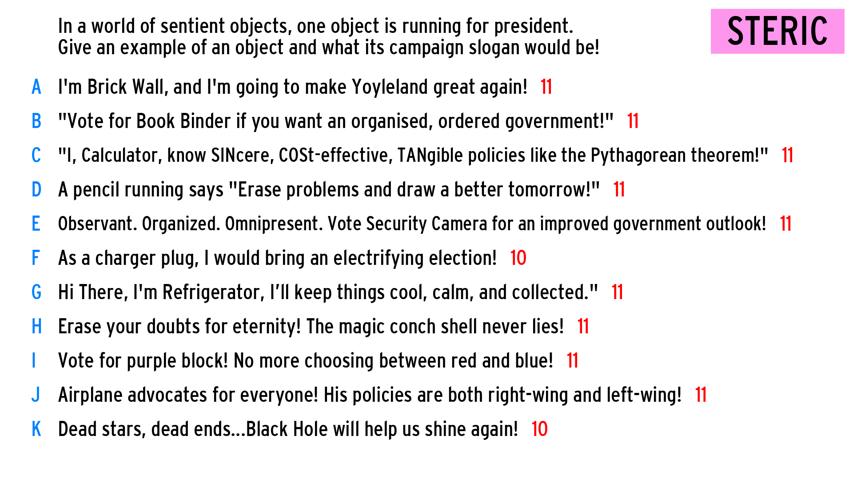 In a world of sentient objects, one object is running for president.
Give an example of an object and what its campaign slogan would be!
STERIC
A I'm Brick Wall, and I'm going to make Yoyleland great again! 11
B "Vote for Book Binder if you want an organised, ordered government!" 11
C "I, Calculator, know SINcere, COSt-effective, TANgible policies like the Pythagorean theorem!" 11
D A pencil running says "Erase problems and draw a better tomorrow!" 11
E Observant. Organized. Omnipresent. Vote Security Camera for an improved government outlook! 11
F As a charger plug, I would bring an electrifying election! 10
G Hi There, I'm Refrigerator, I’ll keep things cool, calm, and collected." 11
H Erase your doubts for eternity! The magic conch shell never lies! 11
I Vote for purple block! No more choosing between red and blue! 11
J Airplane advocates for everyone! His policies are both right-wing and left-wing! 11
K Dead stars, dead ends...Black Hole will help us shine again! 10